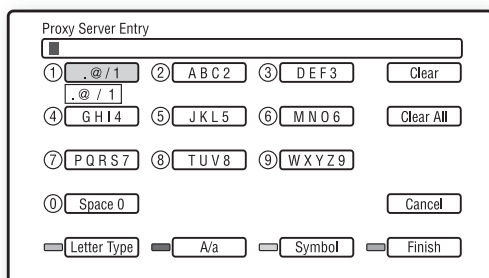 Proxy Server Entry
① .@/1 ② ABC2 ③ DEF3 Clear
.@/1
④ GHI4 ⑤ JKL5 ⑥ MNO6 Clear All
⑦ PQRS7 ⑧ TUV8 ⑨ WXYZ9
⓪ Space 0 Cancel
Letter Type A/a Symbol Finish